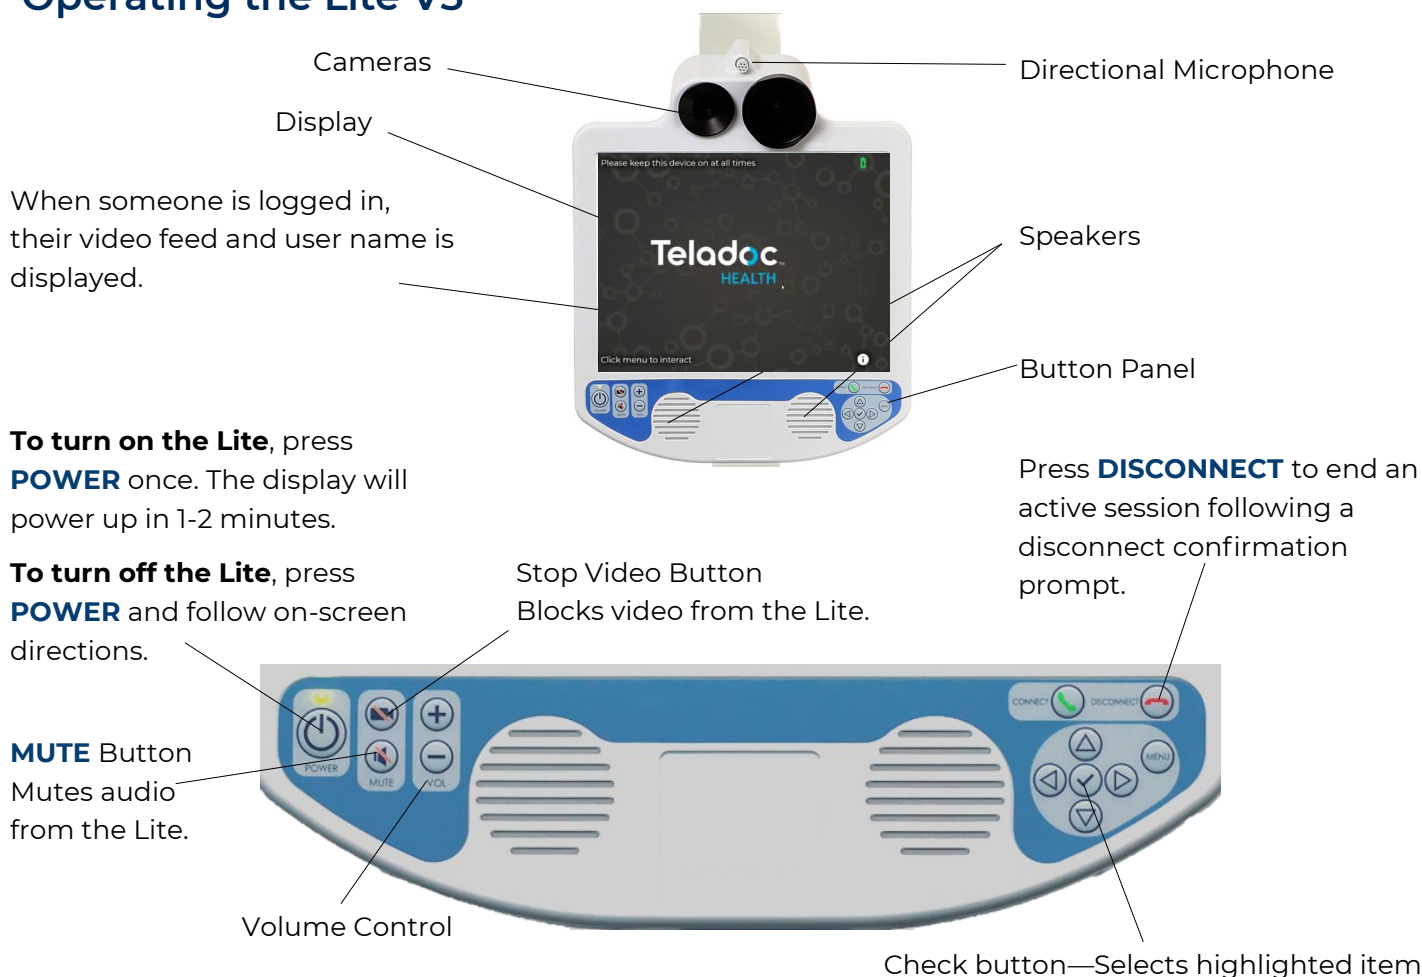 Operating the Lite V3
Cameras
Directional Microphone
Display
When someone is logged in,
their video feed and user name is
displayed.
Please keep this device on at all times
Teladoc™
HEALTH
Click menu to interact
Speakers
Button Panel
To turn on the Lite, press
POWER once. The display will
power up in 1-2 minutes.
To turn off the Lite, press
POWER and follow on-screen
directions.
Stop Video Button
Blocks video from the Lite.
Press DISCONNECT to end an
active session following a
disconnect confirmation
prompt.
MUTE Button
Mutes audio
from the Lite.
POWER
MUTE
VOL
CONNECT
DISCONNECT
MENU
Volume Control
Check button—Selects highlighted item